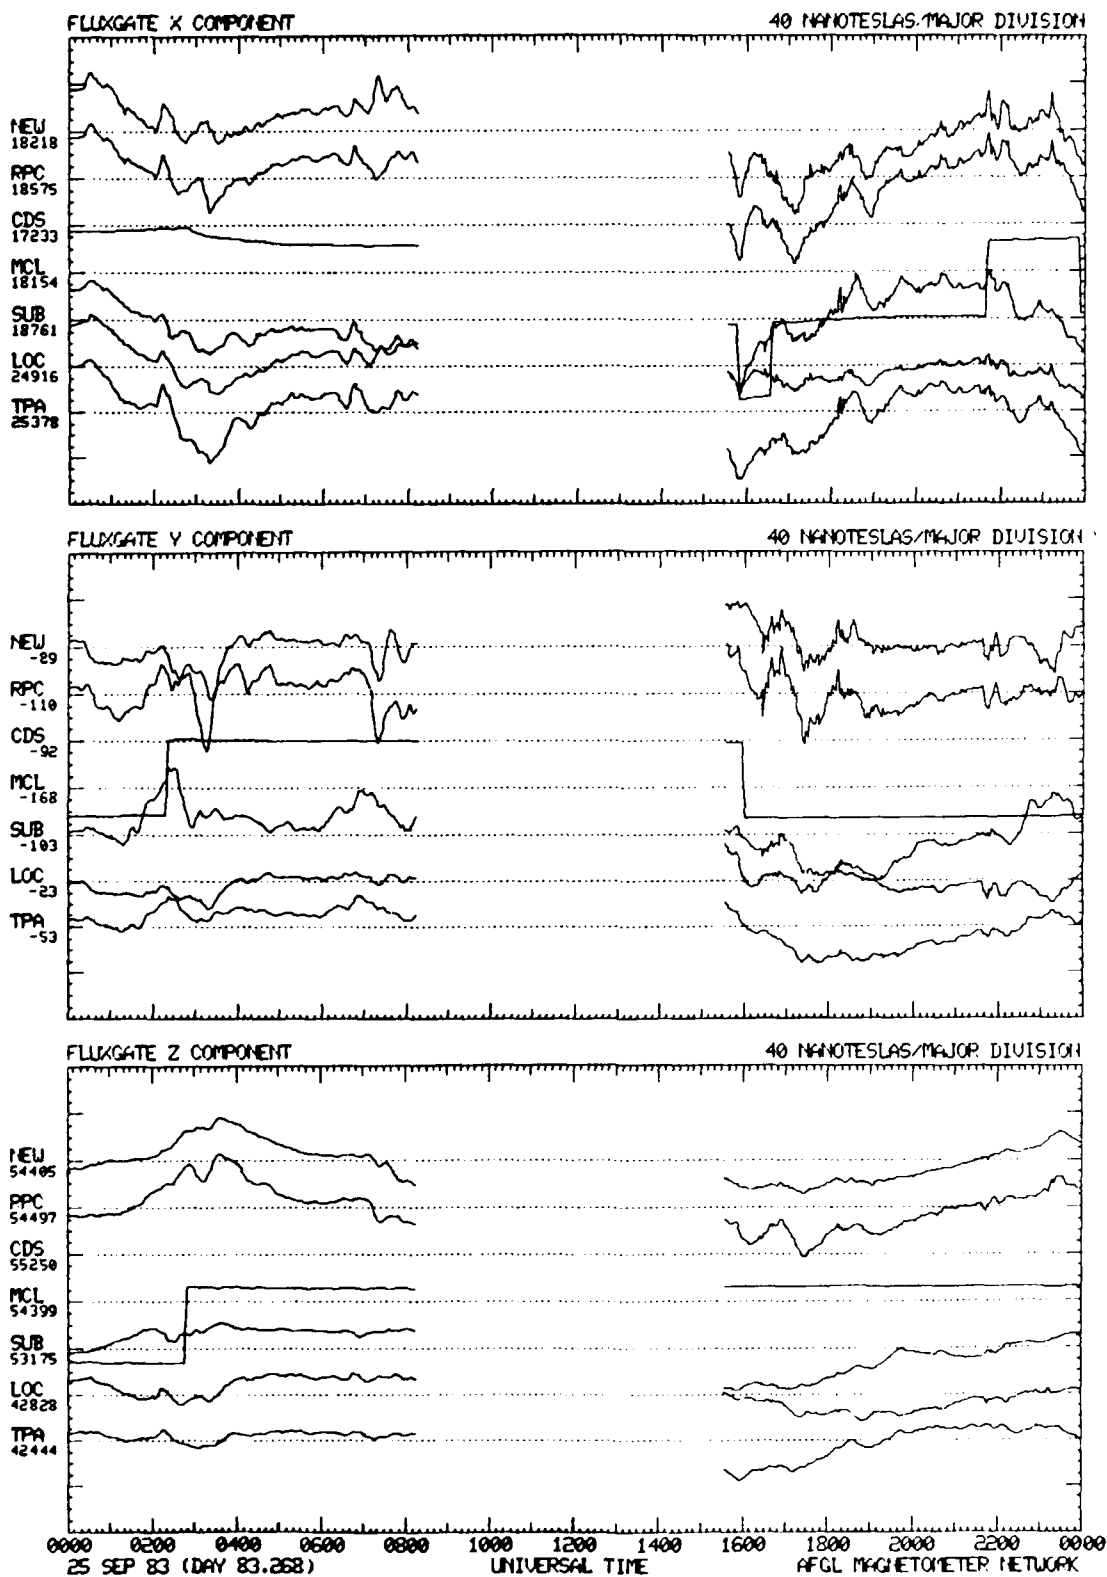 FLUXGATE X COMPONENT 40 NANOTESLAS/MAJOR DIVISION
NEW
18218
RPC
18575
CDS
17233
MCL
18154
SUB
18761
LOC
24916
TPA
25378
FLUXGATE Y COMPONENT 40 NANOTESLAS/MAJOR DIVISION
NEW
-29
RPC
-110
CDS
-92
MCL
-168
SUB
-103
LOC
-23
TPA
-53
FLUXGATE Z COMPONENT 40 NANOTESLAS/MAJOR DIVISION
NEW
54405
RPC
54497
CDS
55250
MCL
54399
SUB
53175
LOC
42828
TPA
42444
0000 0200 0400 0600 0800 1000 1200 1400 1600 1800 2000 2200 0000
25 SEP 83 (DAY 83.268) UNIVERSAL TIME AFGL MAGNETOMETER NETWORK